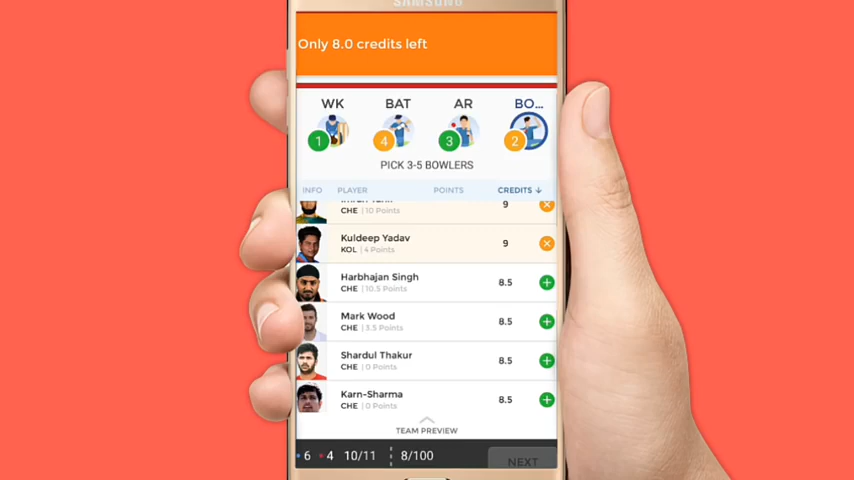 SAMSUNG
Only 8.0 credits left
WK BAT AR BO...
1 4 3 2
PICK 3-5 BOWLERS
INFO PLAYER POINTS CREDITS ↓
9
CHE | 10 Points
Kuldeep Yadav
9
KOL | 4 Points
Harbhajan Singh
8.5
CHE | 10.5 Points
Mark Wood
8.5
CHE | 3.5 Points
Shardul Thakur
8.5
CHE | 0 Points
Karn-Sharma
8.5
CHE | 0 Points
TEAM PREVIEW
6 4 10/11 8/100 NEXT